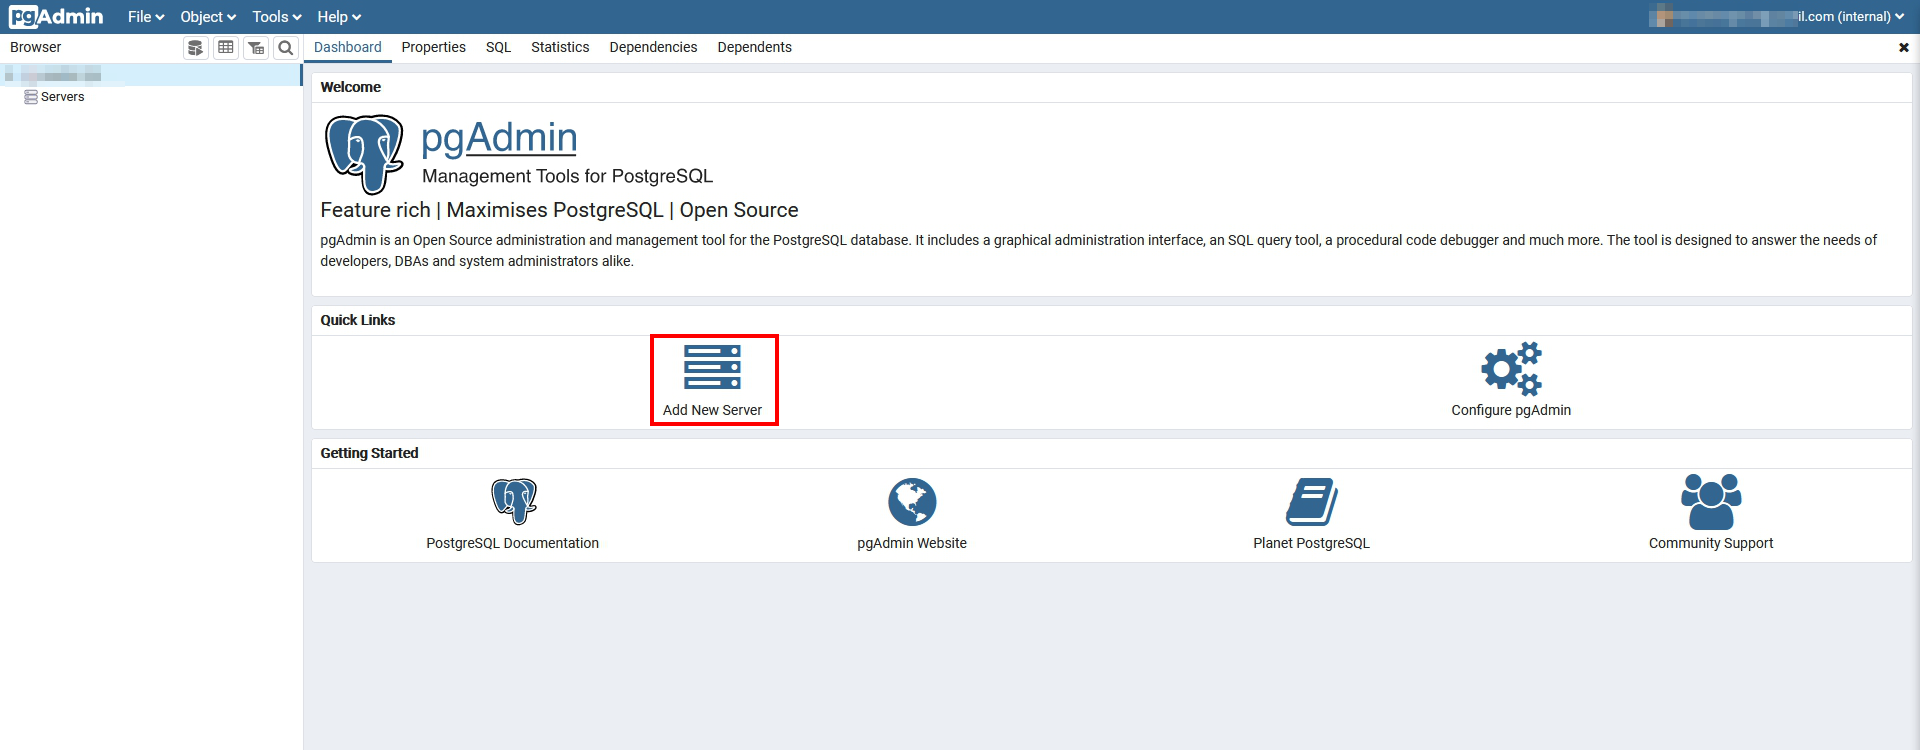 pgAdmin File Object Tools Help il.com (internal)
Browser Dashboard Properties SQL Statistics Dependencies Dependents
Servers
Welcome
pgAdmin
Management Tools for PostgreSQL
Feature rich | Maximises PostgreSQL | Open Source
pgAdmin is an Open Source administration and management tool for the PostgreSQL database. It includes a graphical administration interface, an SQL query tool, a procedural code debugger and much more. The tool is designed to answer the needs of
developers, DBAs and system administrators alike.
Quick Links
Add New Server Configure pgAdmin
Getting Started
PostgreSQL Documentation pgAdmin Website Planet PostgreSQL Community Support